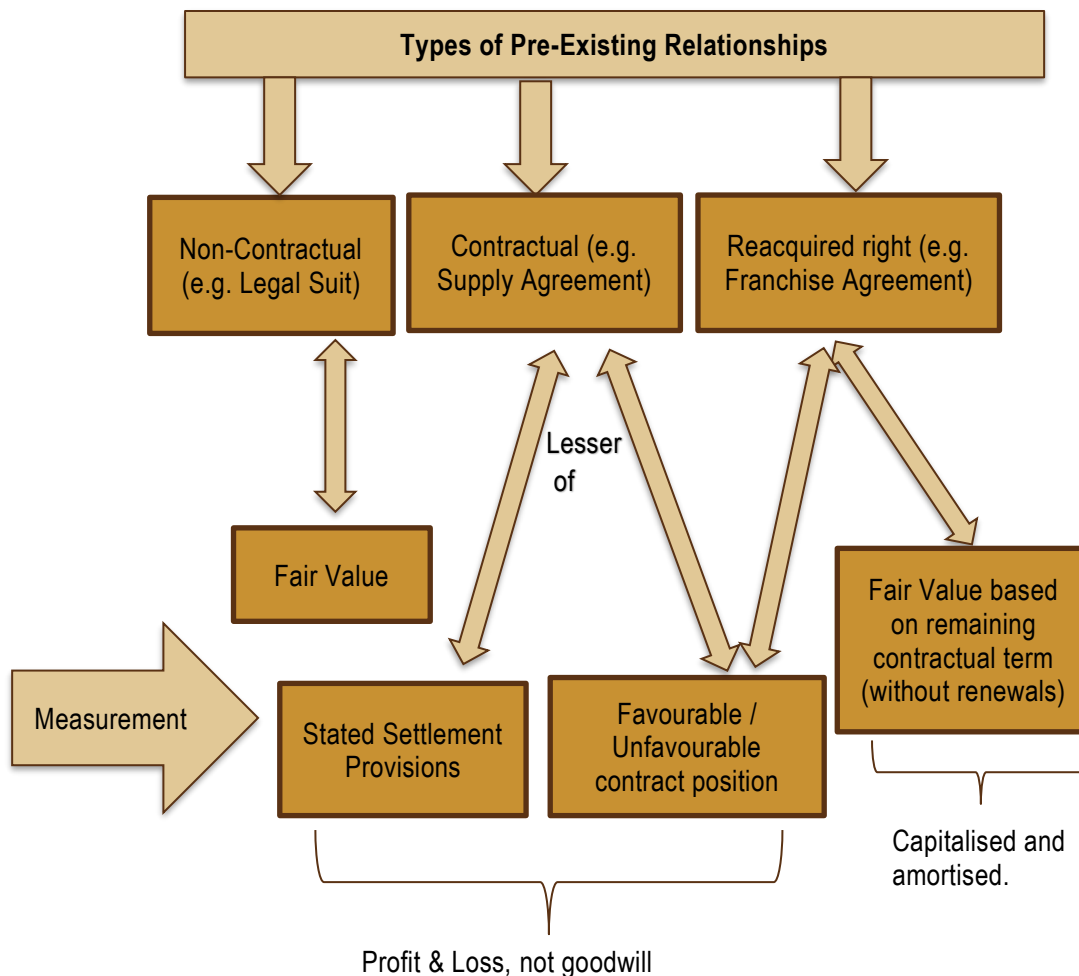 Types of Pre-Existing Relationships
Non-Contractual
(e.g. Legal Suit)
Contractual (e.g.
Supply Agreement)
Reacquired right (e.g.
Franchise Agreement)
Lesser
of
Fair Value
Fair Value based
on remaining
contractual term
(without renewals)
Measurement
Stated Settlement
Provisions
Favourable /
Unfavourable
contract position
Capitalised and
amortised.
Profit & Loss, not goodwill